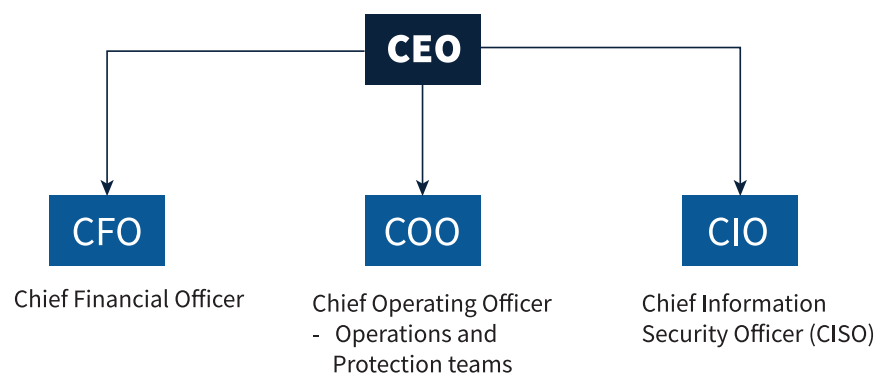 CEO
CFO
COO
CIO
Chief Financial Officer
Chief Operating Officer
- Operations and
Protection teams
Chief Information
Security Officer (CISO)